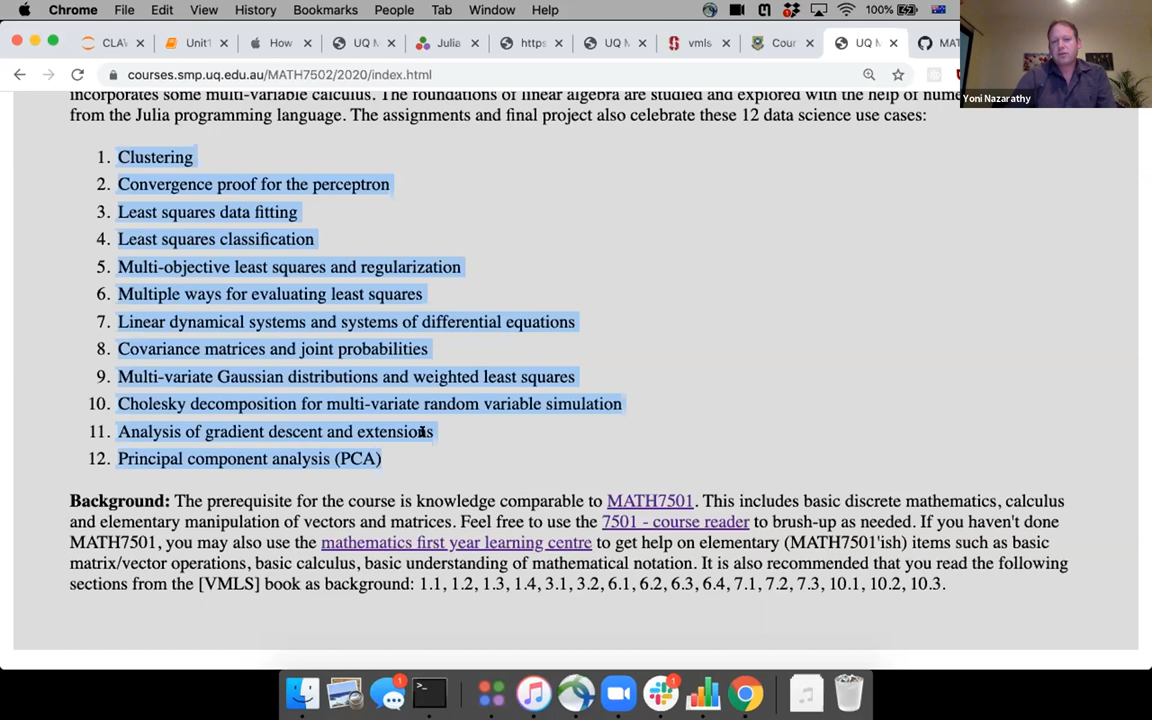 Chrome File Edit View History Bookmarks People Tab Window Help 100%
CLA Unit How UQ M Julia https UQ M vmls Cour UQ M MAT
courses.smp.uq.edu.au/MATH7502/2020/index.html
Yoni Nazarathy
incorporates some multi-variable calculus. The foundations of linear algebra are studied and explored with the help of nume
from the Julia programming language. The assignments and final project also celebrate these 12 data science use cases:
1. Clustering
2. Convergence proof for the perceptron
3. Least squares data fitting
4. Least squares classification
5. Multi-objective least squares and regularization
6. Multiple ways for evaluating least squares
7. Linear dynamical systems and systems of differential equations
8. Covariance matrices and joint probabilities
9. Multi-variate Gaussian distributions and weighted least squares
10. Cholesky decomposition for multi-variate random variable simulation
11. Analysis of gradient descent and extensions
12. Principal component analysis (PCA)
Background: The prerequisite for the course is knowledge comparable to MATH7501. This includes basic discrete mathematics, calculus
and elementary manipulation of vectors and matrices. Feel free to use the 7501 - course reader to brush-up as needed. If you haven't done
MATH7501, you may also use the mathematics first year learning centre to get help on elementary (MATH7501'ish) items such as basic
matrix/vector operations, basic calculus, basic understanding of mathematical notation. It is also recommended that you read the following
sections from the [VMLS] book as background: 1.1, 1.2, 1.3, 1.4, 3.1, 3.2, 6.1, 6.2, 6.3, 6.4, 7.1, 7.2, 7.3, 10.1, 10.2, 10.3.